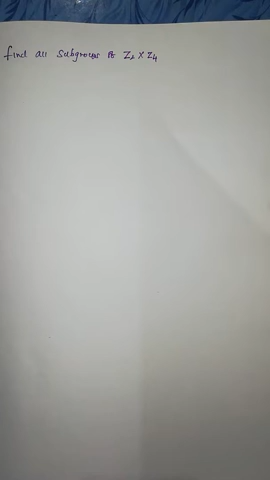 find all subgroups of Z₂ × Z₄